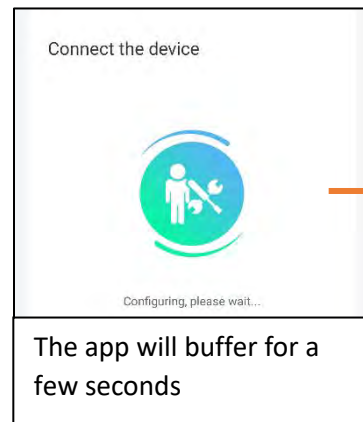 Connect the device
Configuring, please wait...
The app will buffer for a
few seconds